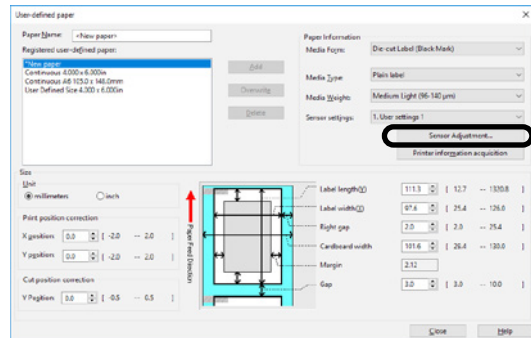 User-defined paper
Paper Name: <New paper>
Registered user-defined paper:
*New paper
Continuous 4.000 x 6.000in
Continuous A6 105.0 x 148.0mm
User Defined Size 4.000 x 6.000in
Add
Overwrite
Delete
Paper Information
Media Form: Die-cut Label (Black Mark)
Media Type: Plain label
Media Weight: Medium Light (96-140 μm)
Sensor settings: 1. User settings 1
Sensor Adjustment...
Printer information acquisition
Size
Unit
millimeters inch
Print position correction
X position 0.0 [ -2.0 -- 2.0 ]
Y position 0.0 [ -2.0 -- 2.0 ]
Cut position correction
Y Position 0.0 [ -0.5 -- 0.5 ]
Paper Feed Direction
Label length(Y) 111.3 [ 12.7 -- 1320.8 ]
Label width(X) 97.6 [ 25.4 -- 126.0 ]
Right gap 2.0 [ 2.0 -- 25.4 ]
Cardboard width 101.6 [ 26.4 -- 130.0 ]
Margin 2.12
Gap 3.0 [ 3.0 -- 10.0 ]
Close Help